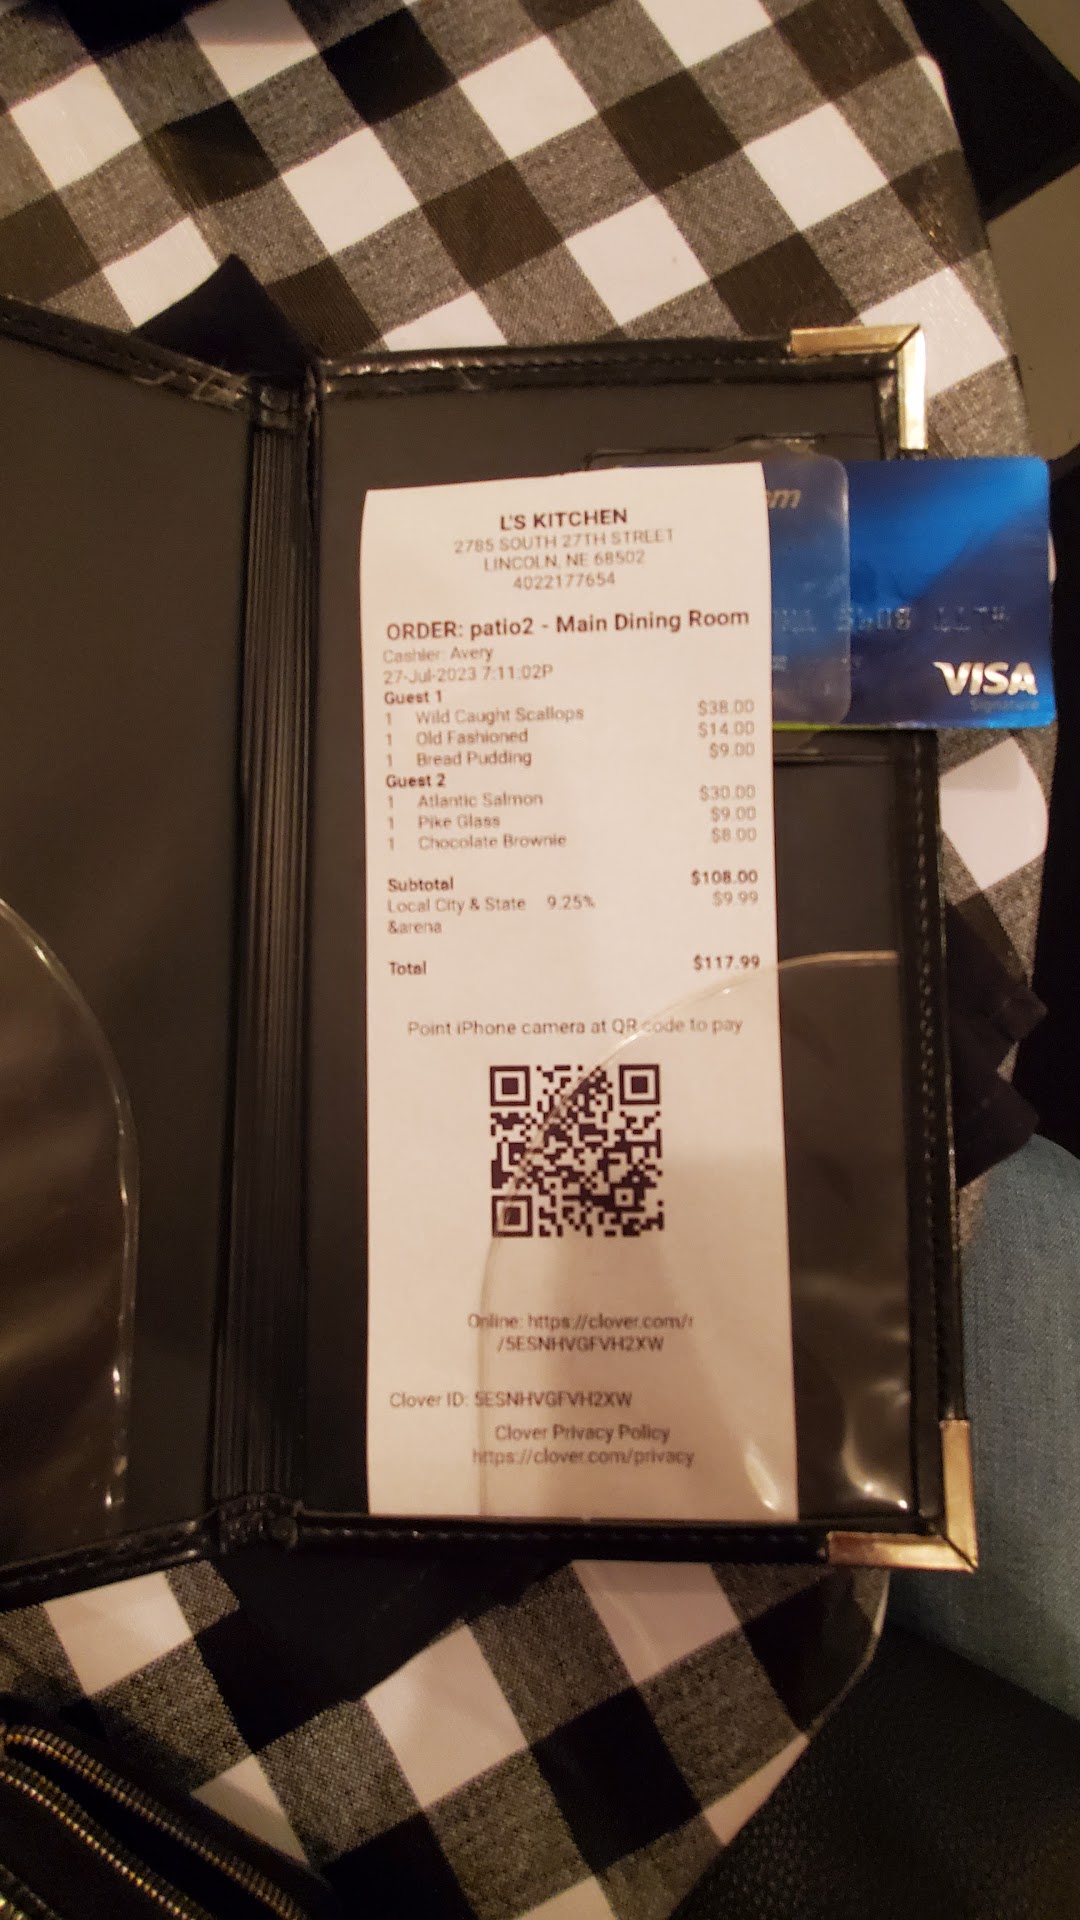 L'S KITCHEN
2785 SOUTH 27TH STREET
LINCOLN, NE 68502
4022177654
ORDER: patio2 - Main Dining Room
Cashier: Avery
27-Jul-2023 7:11:02P
Guest 1
1 Wild Caught Scallops $38.00
1 Old Fashioned $14.00
1 Bread Pudding $9.00
Guest 2
1 Atlantic Salmon $30.00
1 Pike Glass $9.00
1 Chocolate Brownie $8.00
Subtotal $108.00
Local City & State 9.25% $9.99
&arena
Total $117.99
Point iPhone camera at QR code to pay
Online: https://clover.com/r
/5ESNHVGFVH2XW
Clover ID: 5ESNHVGFVH2XW
Clover Privacy Policy
https://clover.com/privacy
VISA
Signature